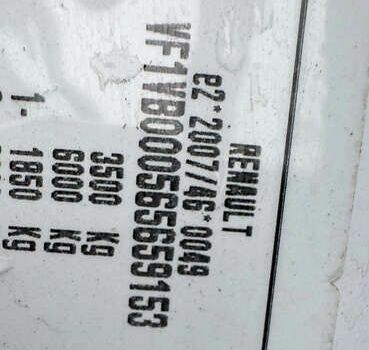 RENAULT
e2*2007/46*0049
VF1VB000565659153
3500 kg
6000 kg
1- 1850 kg